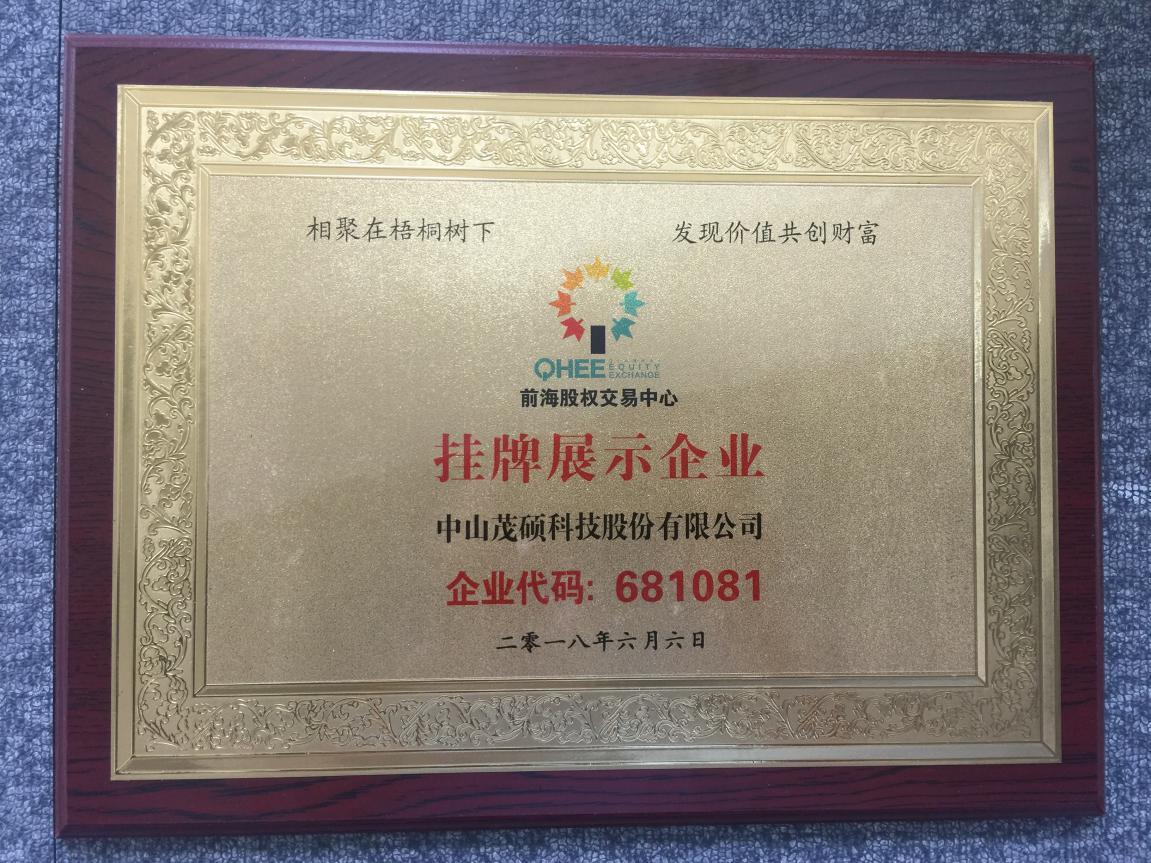 相聚在梧桐树下 发现价值共创财富
QHEE
EQUITY
EXCHANGE
前海股权交易中心
挂牌展示企业
中山茂硕科技股份有限公司
企业代码: 681081
二零一八年六月六日